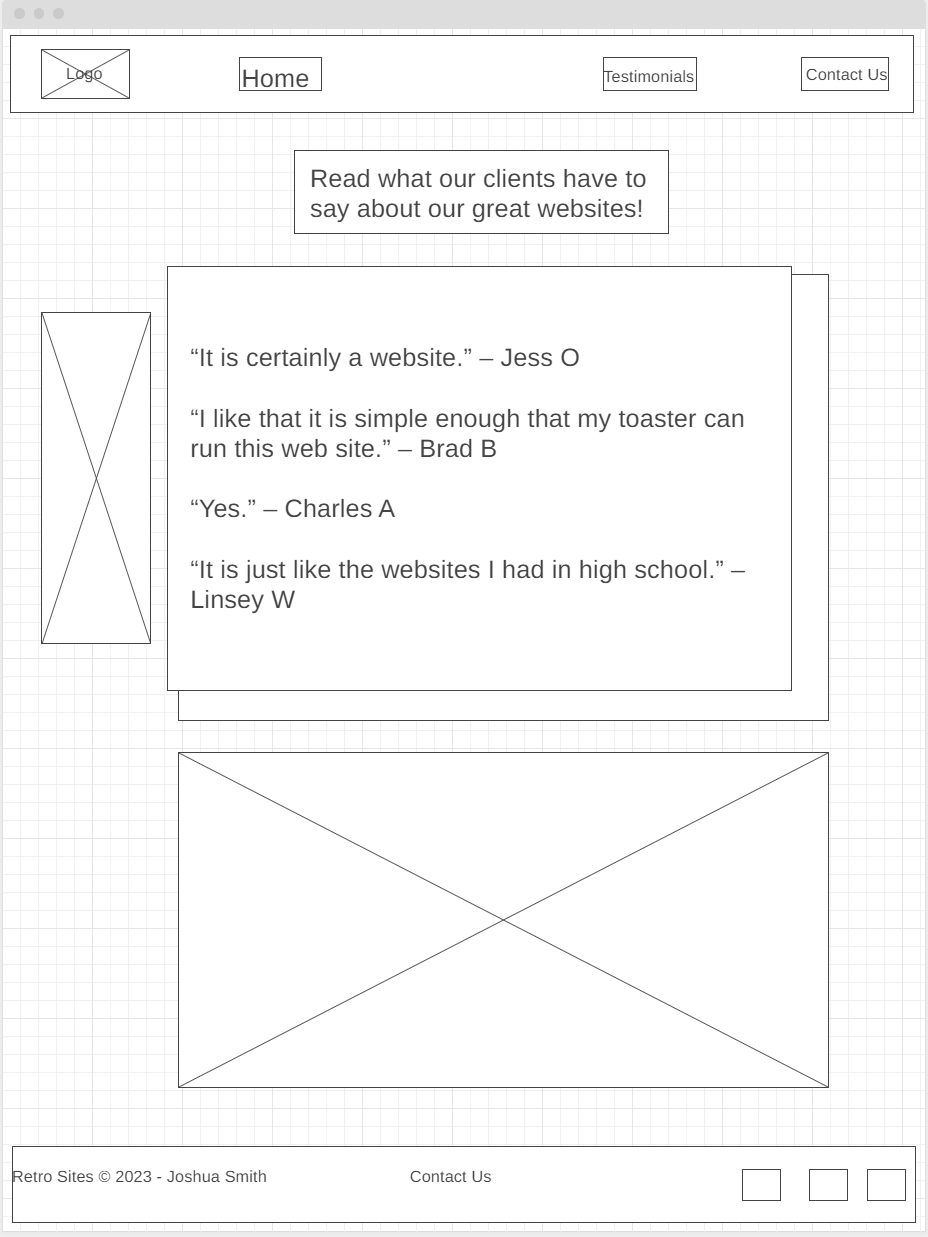 Logo
Home
Testimonials
Contact Us
Read what our clients have to
say about our great websites!
“It is certainly a website.” – Jess O
“I like that it is simple enough that my toaster can
run this web site.” – Brad B
“Yes.” – Charles A
“It is just like the websites I had in high school.” –
Linsey W
Retro Sites © 2023 - Joshua Smith
Contact Us